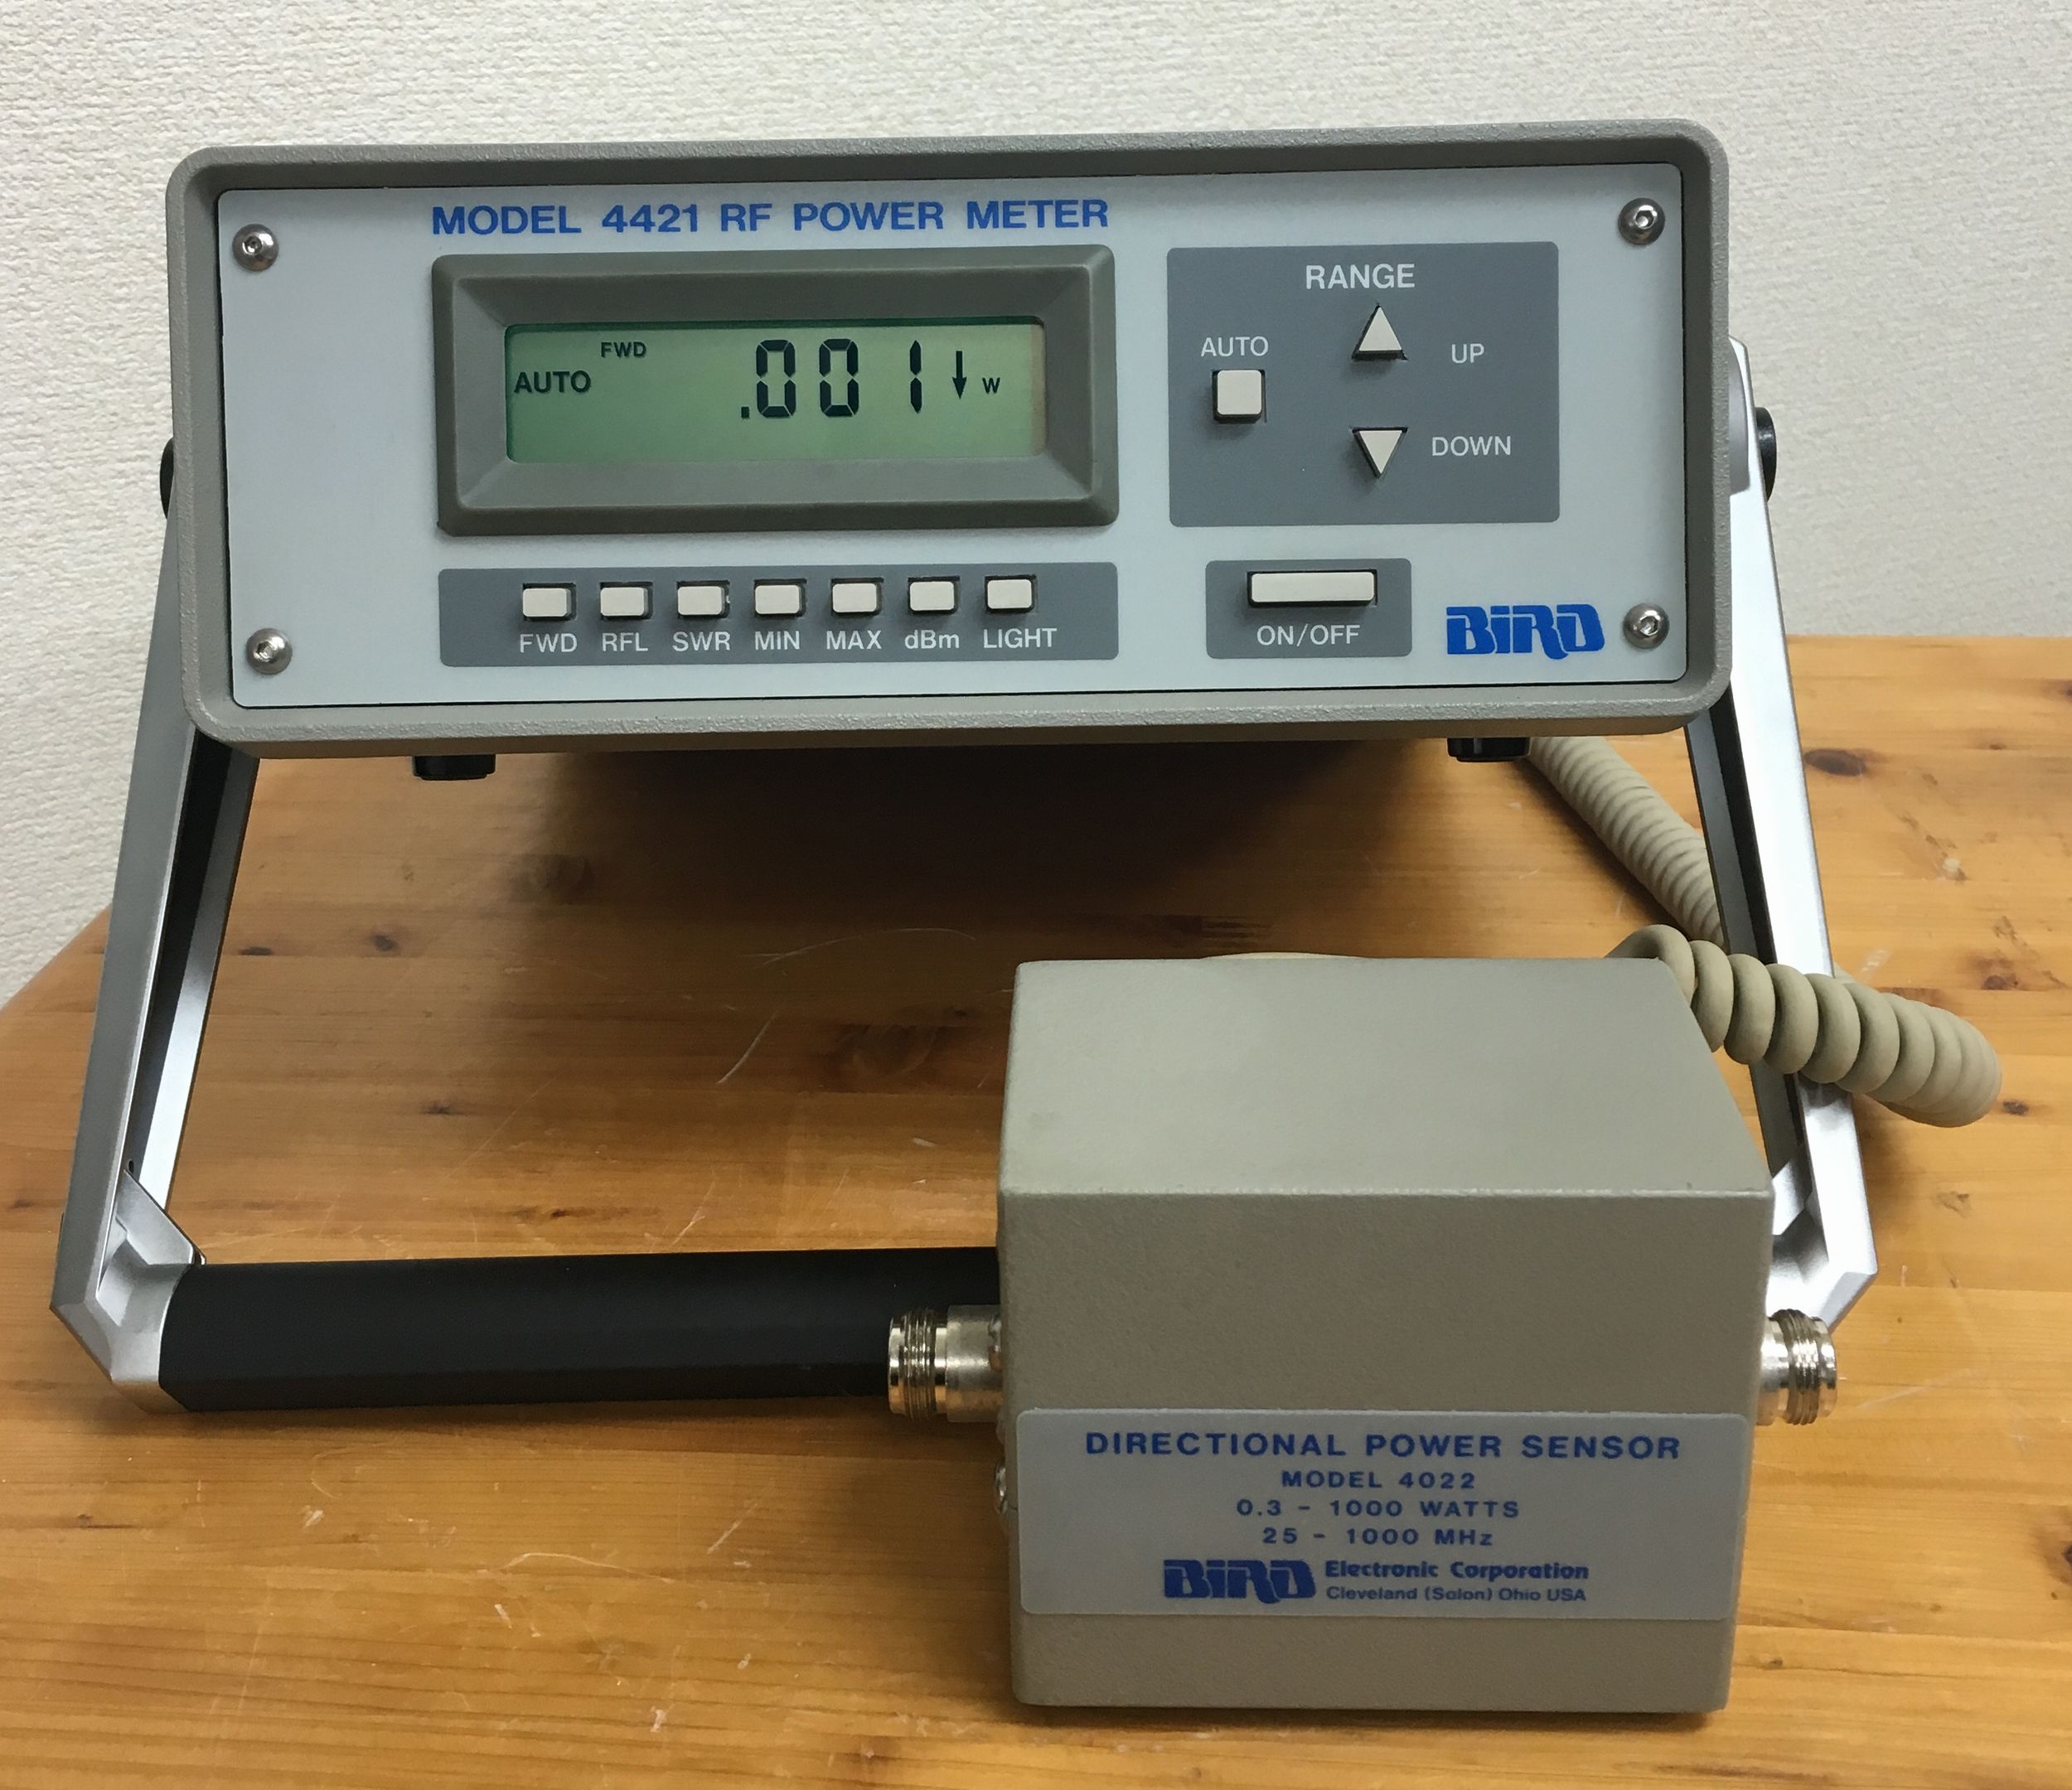 MODEL 4421 RF POWER METER
FWD
AUTO
.001 W
RANGE
AUTO
UP
DOWN
FWD RFL SWR MIN MAX dBm LIGHT
ON/OFF
BIRD
DIRECTIONAL POWER SENSOR
MODEL 4022
0.3 - 1000 WATTS
25 - 1000 MHz
BIRD Electronic Corporation
Cleveland (Solon) Ohio USA